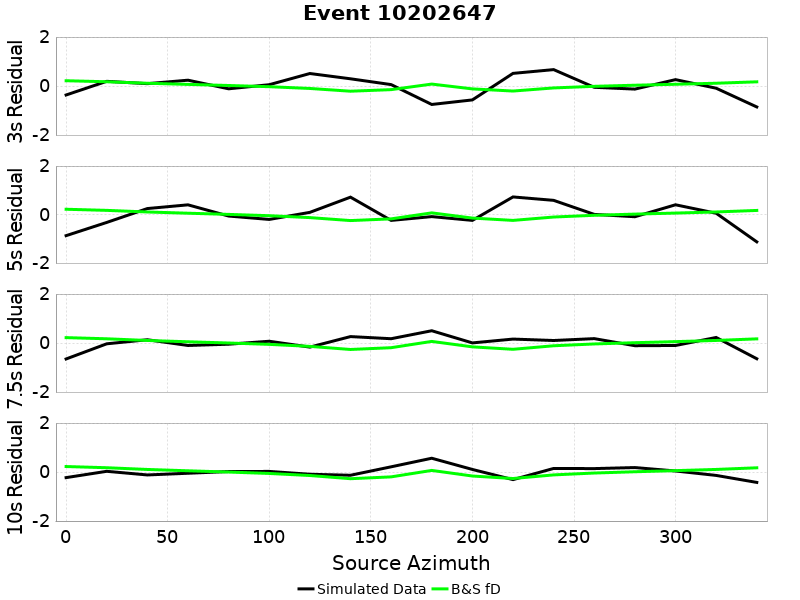 Event 10202647
3s Residual
2
0
-2
5s Residual
2
0
-2
7.5s Residual
2
0
-2
10s Residual
2
0
-2
0 50 100 150 200 250 300
Source Azimuth
Simulated Data B&S fD